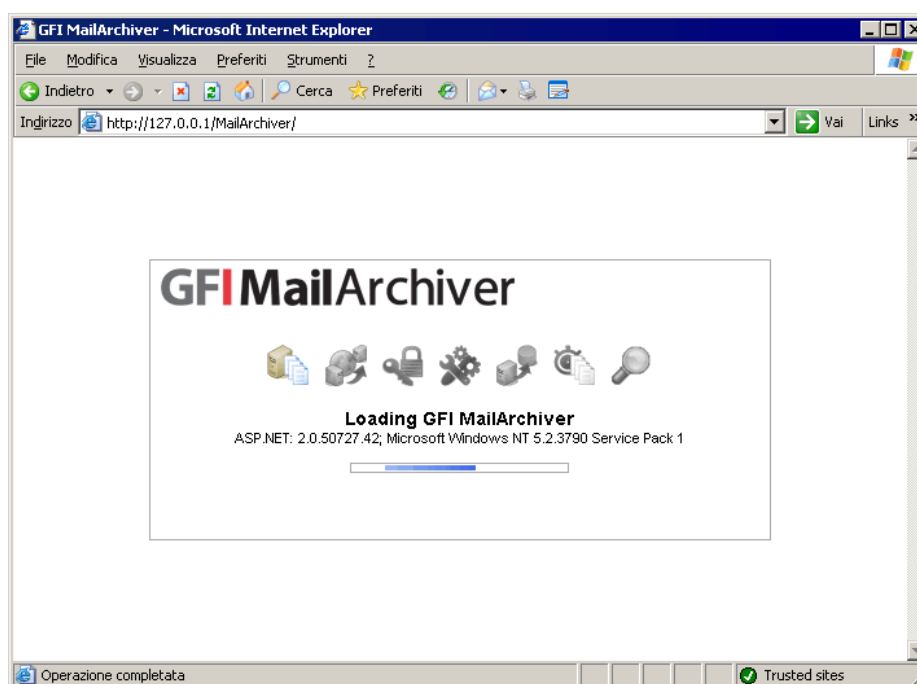 GFI MailArchiver - Microsoft Internet Explorer
File Modifica Visualizza Preferiti Strumenti ?
Indietro Cerca Preferiti
Indirizzo http://127.0.0.1/MailArchiver/ Vai Links »
GFI MailArchiver
Loading GFI MailArchiver
ASP.NET: 2.0.50727.42; Microsoft Windows NT 5.2.3790 Service Pack 1
Operazione completata Trusted sites